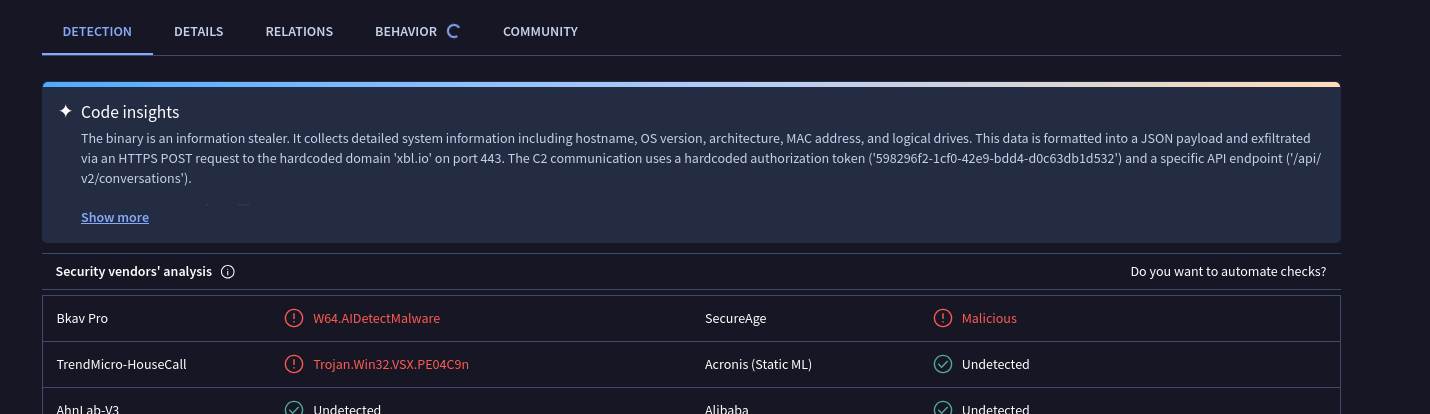 DETECTION DETAILS RELATIONS BEHAVIOR COMMUNITY
Code insights
The binary is an information stealer. It collects detailed system information including hostname, OS version, architecture, MAC address, and logical drives. This data is formatted into a JSON payload and exfiltrated
via an HTTPS POST request to the hardcoded domain 'xbl.io' on port 443. The C2 communication uses a hardcoded authorization token ('598296f2-1cf0-42e9-bdd4-d0c63db1d532') and a specific API endpoint ('/api/
v2/conversations').
Show more
Security vendors' analysis Do you want to automate checks?
Bkav Pro W64.AIDetectMalware SecureAge Malicious
TrendMicro-HouseCall Trojan.Win32.VSX.PE04C9n Acronis (Static ML) Undetected
AhnLab-V3 Undetected Alibaba Undetected